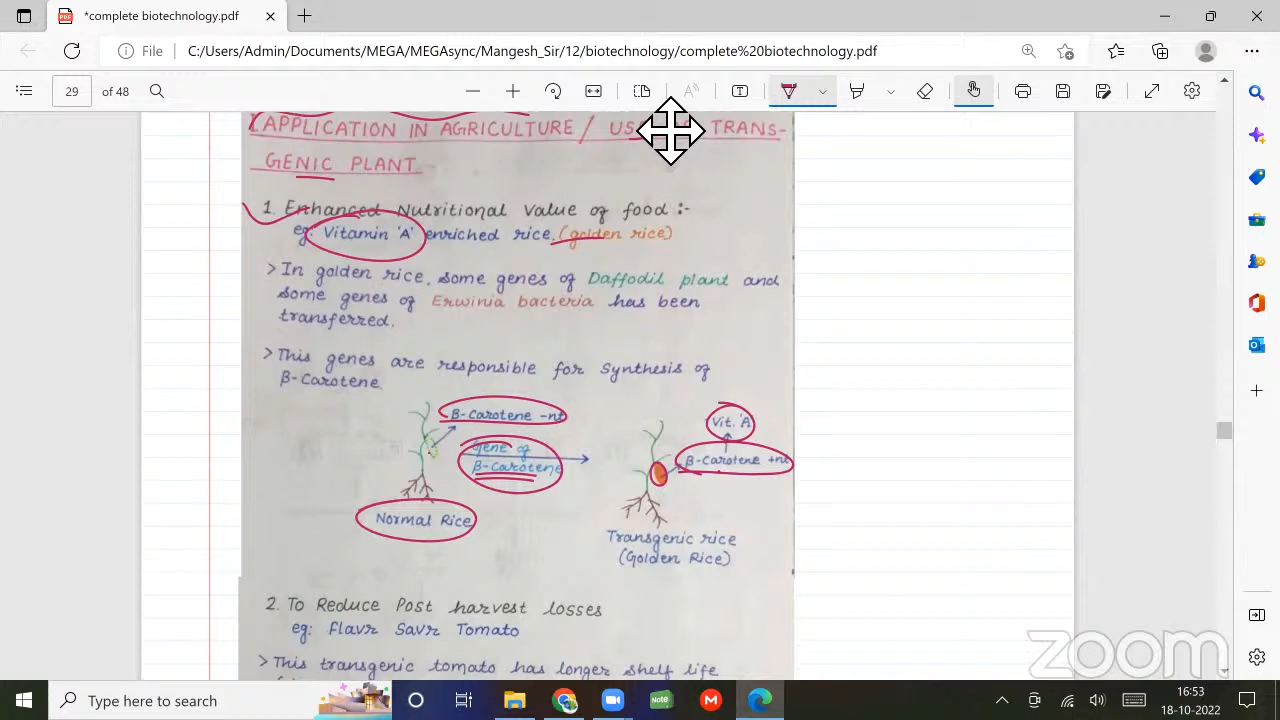 *complete biotechnology.pdf
File C:/Users/Admin/Documents/MEGA/MEGAsync/Mangesh_Sir/12/biotechnology/complete%20biotechnology.pdf
29 of 48
(APPLICATION IN AGRICULTURE / TRANS-
GENIC PLANT
1. Enhanced Nutritional Value of food :-
eg: Vitamin 'A' enriched rice. (golden rice)
> In golden rice, some genes of Daffodil plant and
some genes of Erwinia bacteria has been
transferred.
> This genes are responsible for synthesis of
β-Carotene.
β-Carotene -nt
Gene of
β-Carotene
Normal Rice
Vit. 'A'
β-Carotene +nt
Transgenic rice
(Golden Rice)
2. To Reduce Post harvest losses
eg: Flavr Savr Tomato
> This transgenic tomato has longer shelf life
zoom
Type here to search
Note
16:53
18-10-2022